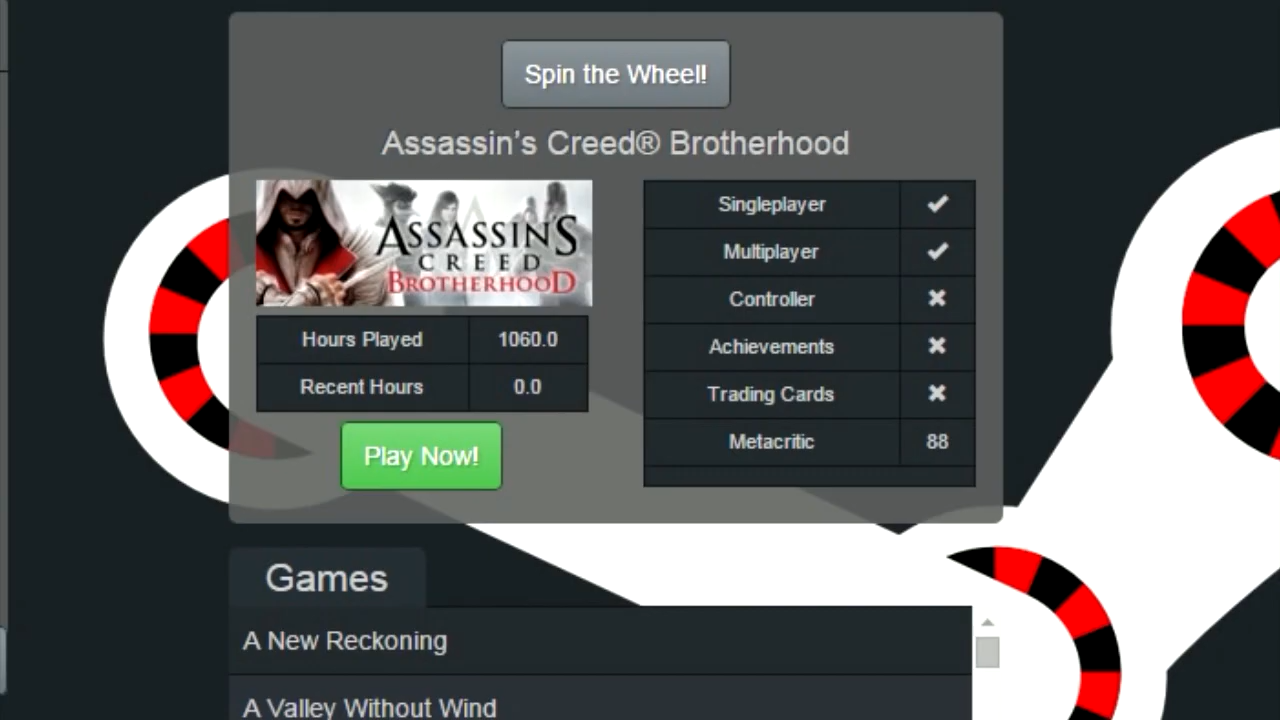 Spin the Wheel!
Assassin's Creed® Brotherhood
ASSASSIN'S
CREED
BROTHERHOOD
Hours Played 1060.0
Recent Hours 0.0
Play Now!
Singleplayer ✔
Multiplayer ✔
Controller ✖
Achievements ✖
Trading Cards ✖
Metacritic 88
Games
A New Reckoning
A Valley Without Wind